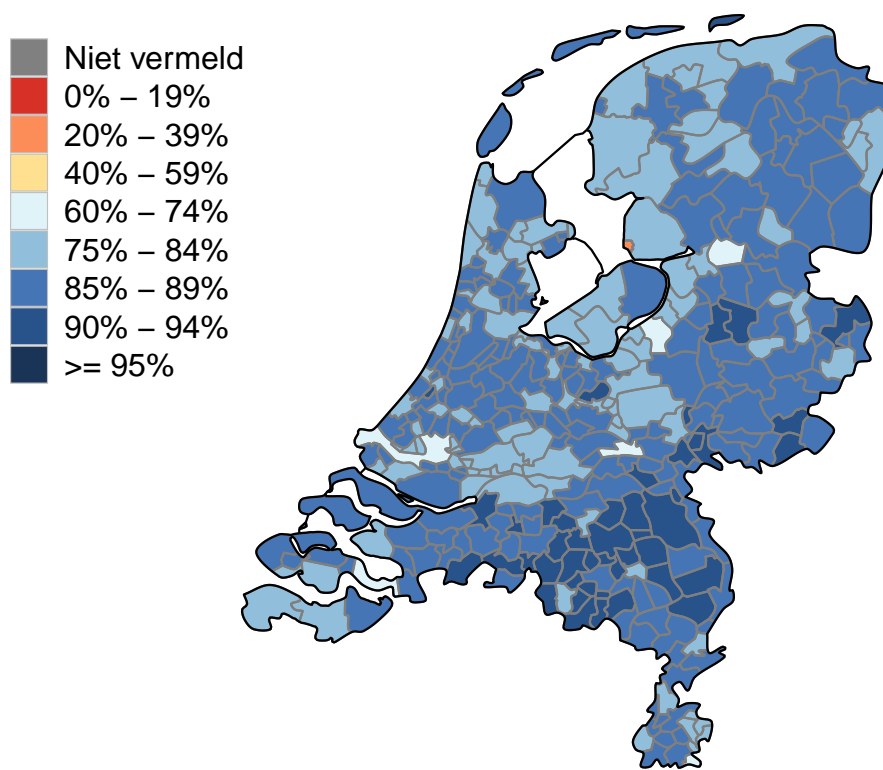 Niet vermeld
0% – 19%
20% – 39%
40% – 59%
60% – 74%
75% – 84%
85% – 89%
90% – 94%
>= 95%